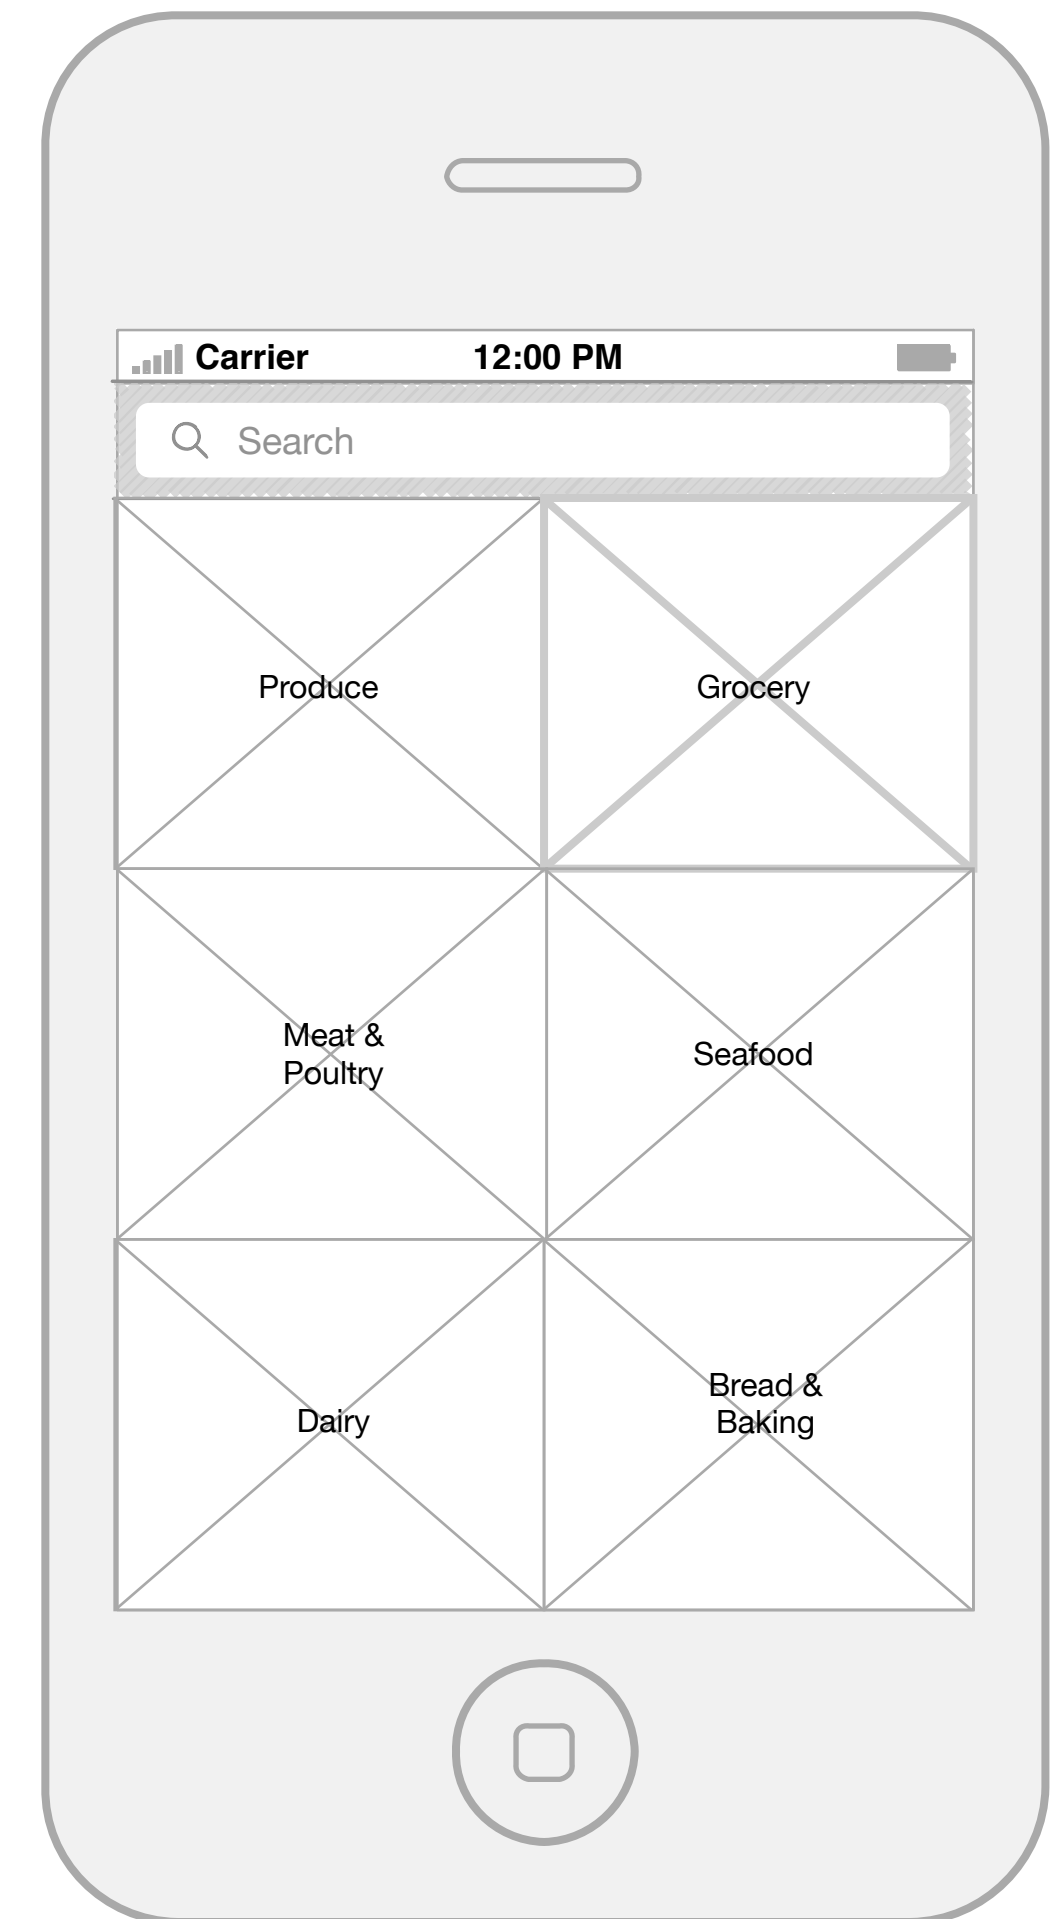 Carrier 12:00 PM
Search
Produce
Grocery
Meat &
Poultry
Seafood
Dairy
Bread &
Baking